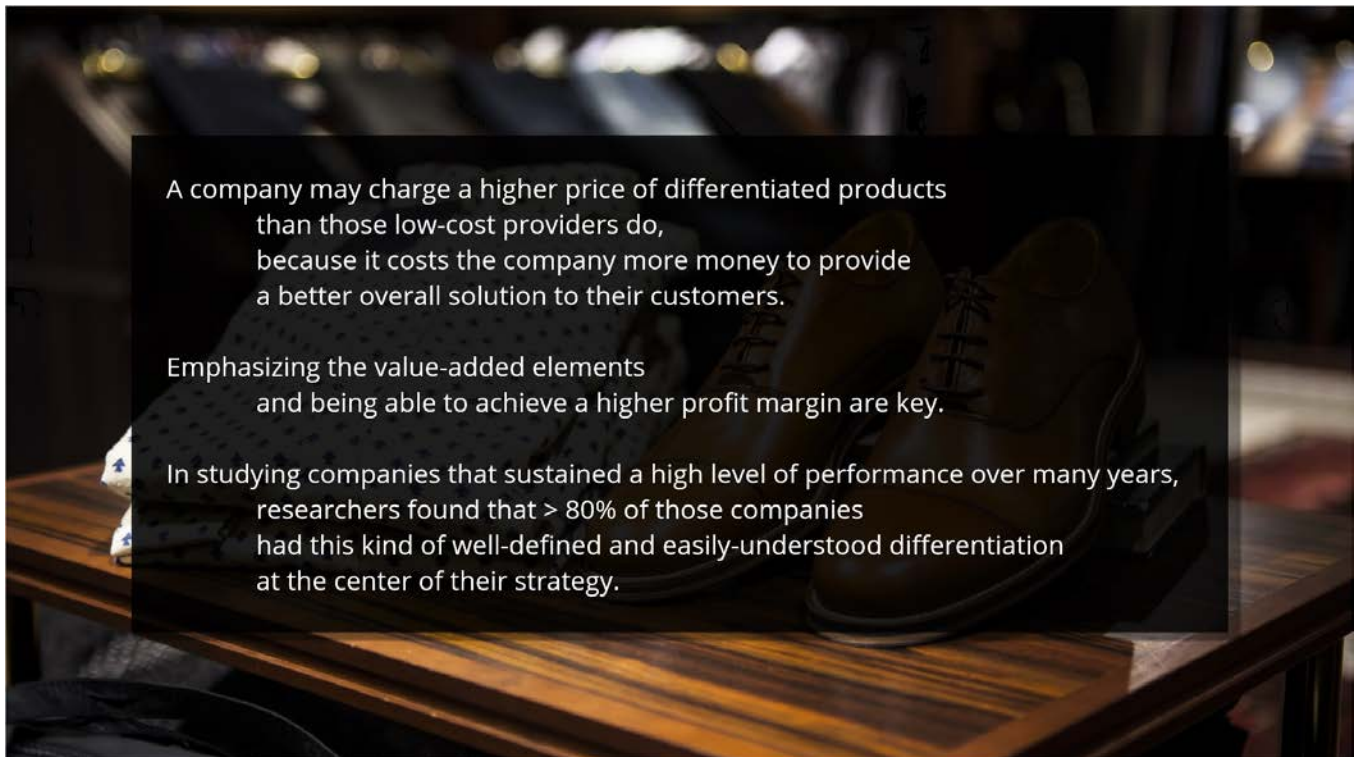 A company may charge a higher price of differentiated products
than those low-cost providers do,
because it costs the company more money to provide
a better overall solution to their customers.
Emphasizing the value-added elements
and being able to achieve a higher profit margin are key.
In studying companies that sustained a high level of performance over many years,
researchers found that > 80% of those companies
had this kind of well-defined and easily-understood differentiation
at the center of their strategy.